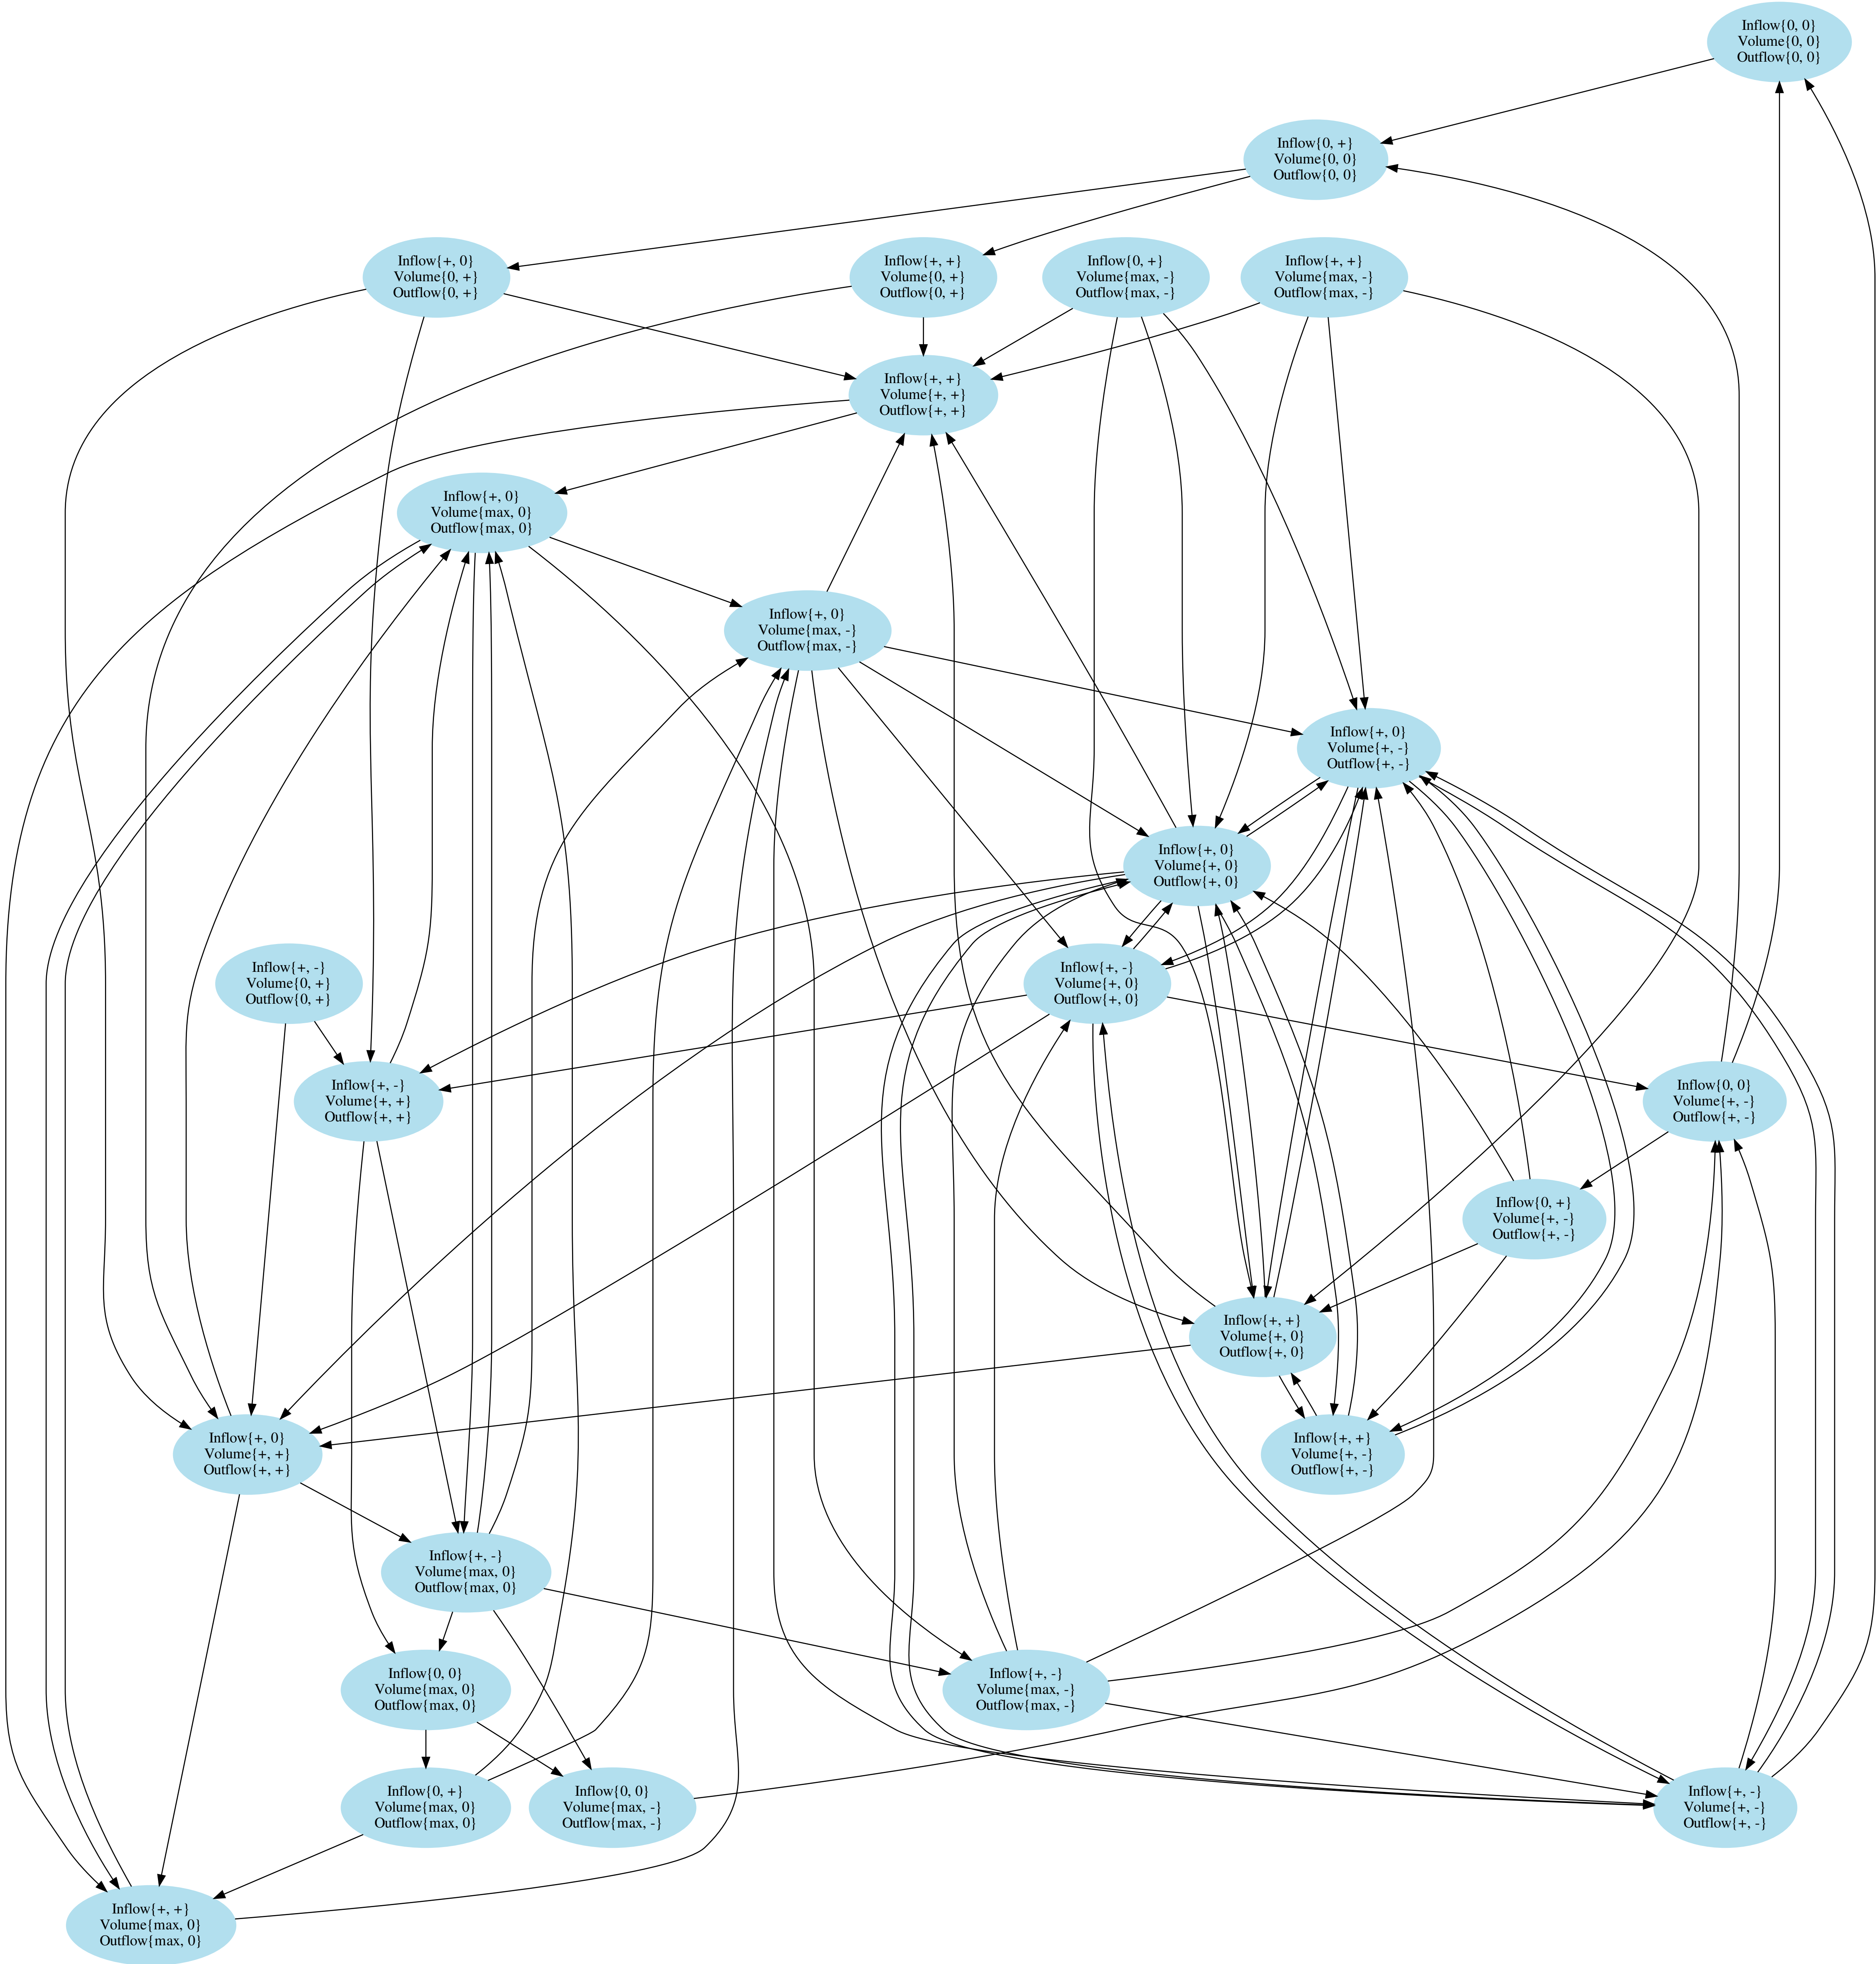 Inflow{0, 0}
Volume{0, 0}
Outflow{0, 0}
Inflow{0, +}
Volume{0, 0}
Outflow{0, 0}
Inflow{+, 0}
Volume{0, +}
Outflow{0, +}
Inflow{+, +}
Volume{0, +}
Outflow{0, +}
Inflow{0, +}
Volume{max, -}
Outflow{max, -}
Inflow{+, +}
Volume{max, -}
Outflow{max, -}
Inflow{+, +}
Volume{+, +}
Outflow{+, +}
Inflow{+, 0}
Volume{max, 0}
Outflow{max, 0}
Inflow{+, 0}
Volume{max, -}
Outflow{max, -}
Inflow{+, 0}
Volume{+, -}
Outflow{+, -}
Inflow{+, 0}
Volume{+, 0}
Outflow{+, 0}
Inflow{+, -}
Volume{0, +}
Outflow{0, +}
Inflow{+, -}
Volume{+, 0}
Outflow{+, 0}
Inflow{+, -}
Volume{+, +}
Outflow{+, +}
Inflow{0, 0}
Volume{+, -}
Outflow{+, -}
Inflow{0, +}
Volume{+, -}
Outflow{+, -}
Inflow{+, +}
Volume{+, 0}
Outflow{+, 0}
Inflow{+, 0}
Volume{+, +}
Outflow{+, +}
Inflow{+, +}
Volume{+, -}
Outflow{+, -}
Inflow{+, -}
Volume{max, 0}
Outflow{max, 0}
Inflow{0, 0}
Volume{max, 0}
Outflow{max, 0}
Inflow{+, -}
Volume{max, -}
Outflow{max, -}
Inflow{0, +}
Volume{max, 0}
Outflow{max, 0}
Inflow{0, 0}
Volume{max, -}
Outflow{max, -}
Inflow{+, -}
Volume{+, -}
Outflow{+, -}
Inflow{+, +}
Volume{max, 0}
Outflow{max, 0}